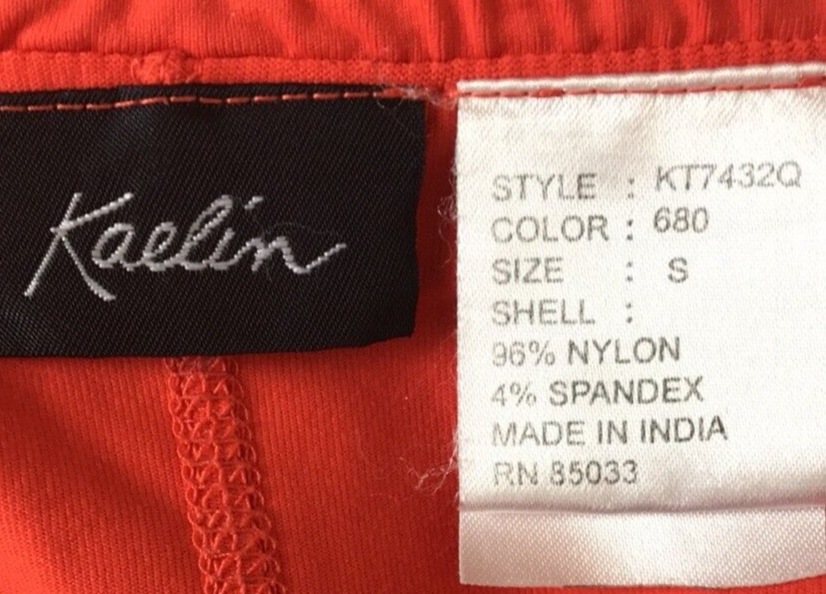 Kaelin
STYLE : KT7432Q
COLOR : 680
SIZE : S
SHELL :
96% NYLON
4% SPANDEX
MADE IN INDIA
RN 85033